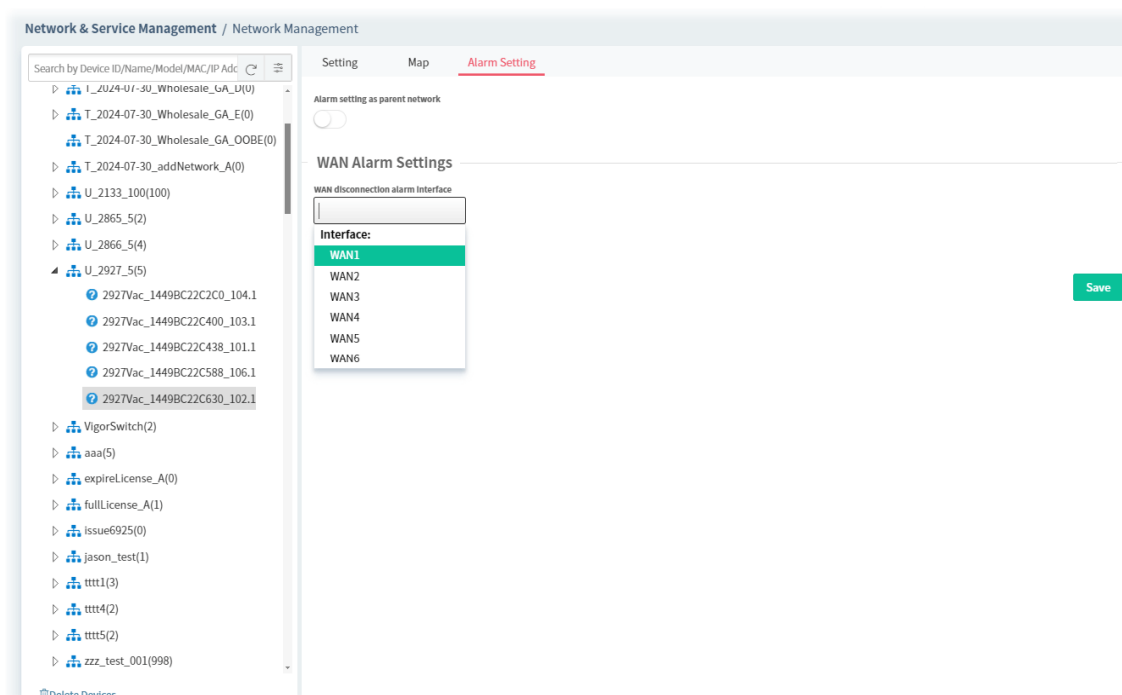 Network & Service Management / Network Management
Search by Device ID/Name/Model/MAC/IP Adc
T_2024-07-30_Wholesale_GA_D(0)
T_2024-07-30_Wholesale_GA_E(0)
T_2024-07-30_Wholesale_GA_OOBE(0)
T_2024-07-30_addNetwork_A(0)
U_2133_100(100)
U_2865_5(2)
U_2866_5(4)
U_2927_5(5)
2927Vac_1449BC22C2C0_104.1
2927Vac_1449BC22C400_103.1
2927Vac_1449BC22C438_101.1
2927Vac_1449BC22C588_106.1
2927Vac_1449BC22C630_102.1
VigorSwitch(2)
aaa(5)
expireLicense_A(0)
fullLicense_A(1)
issue6925(0)
jason_test(1)
tttt1(3)
tttt4(2)
tttt5(2)
zzz_test_001(998)
Delete Devices
Setting Map Alarm Setting
Alarm setting as parent network
WAN Alarm Settings
WAN disconnection alarm interface
Interface:
WAN1
WAN2
WAN3
WAN4
WAN5
WAN6
Save